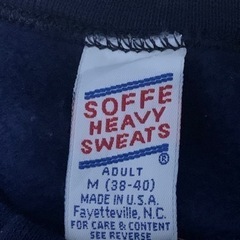 SOFFE
HEAVY
SWEATS
®
ADULT
M (38-40)
MADE IN U.S.A.
Fayetteville, N.C.
FOR CARE & CONTENT
SEE REVERSE